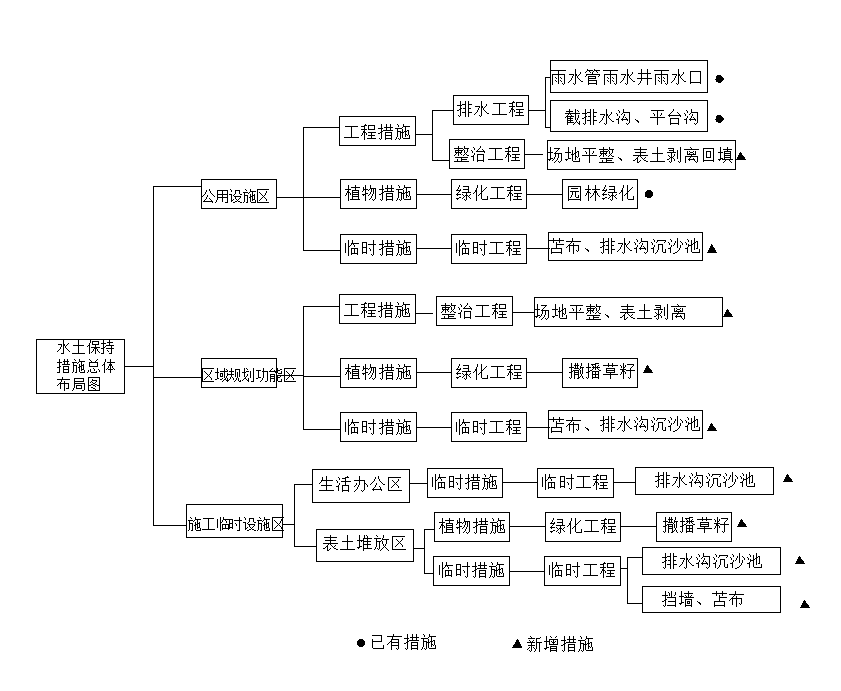 雨水管雨水井雨水口 ●
排水工程
截排水沟、平台沟 ●
工程措施
整治工程
场地平整、表土剥离回填▲
公用设施区
植物措施
绿化工程
园林绿化 ●
临时措施
临时工程
苫布、排水沟沉沙池 ▲
工程措施
整治工程
场地平整、表土剥离 ▲
水土保持
措施总体
布局图
区域规划功能区
植物措施
绿化工程
撒播草籽 ▲
临时措施
临时工程
苫布、排水沟沉沙池 ▲
生活办公区
临时措施
临时工程
排水沟沉沙池 ▲
施工临时设施区
植物措施
绿化工程
撒播草籽 ▲
表土堆放区
临时措施
临时工程
排水沟沉沙池 ▲
挡墙、苫布 ▲
●已有措施 ▲新增措施